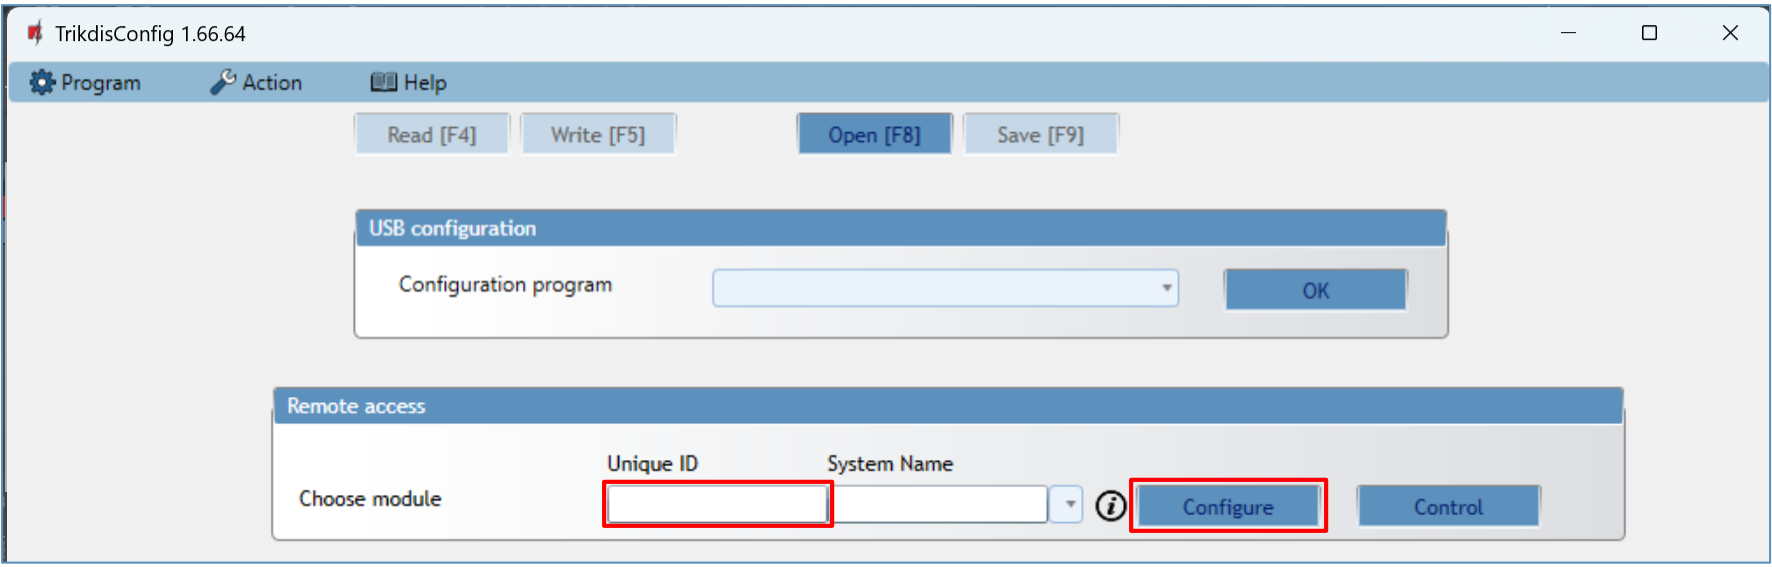 TrikdisConfig 1.66.64
Program Action Help
Read [F4] Write [F5] Open [F8] Save [F9]
USB configuration
Configuration program OK
Remote access
Unique ID System Name
Choose module i Configure Control